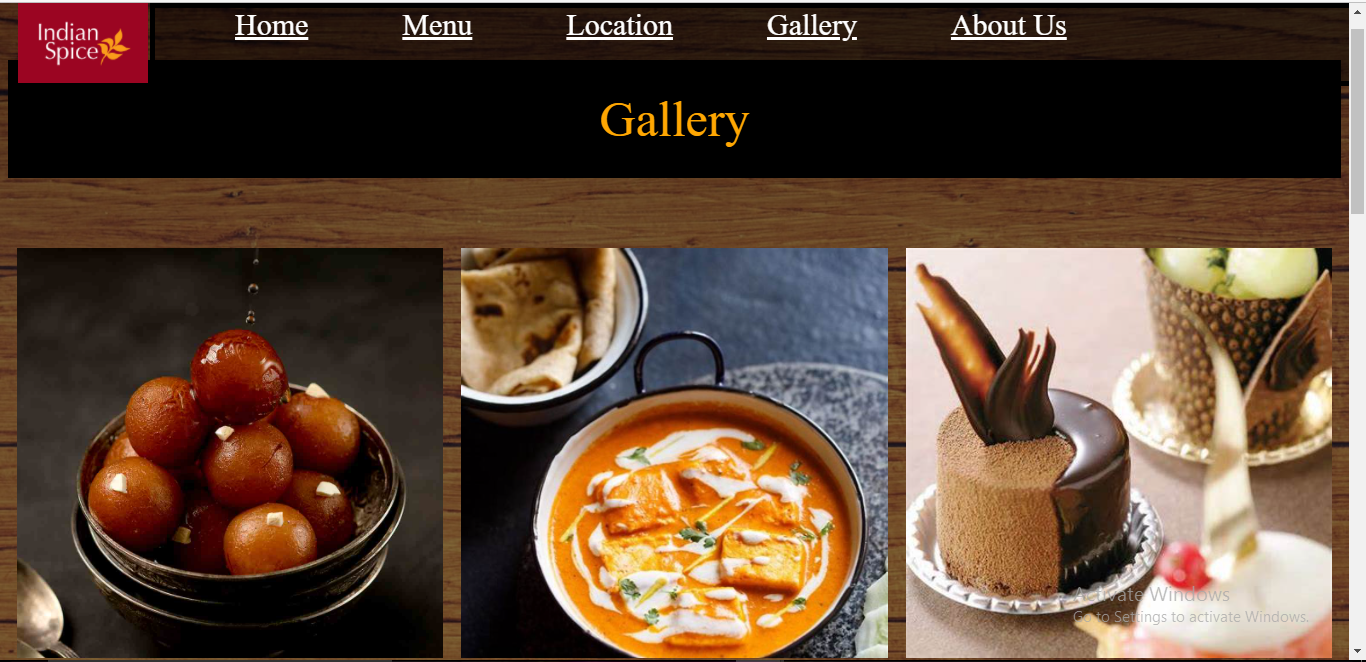 Indian
Spice
Home Menu Location Gallery About Us
Gallery
Activate Windows
Go to Settings to activate Windows.